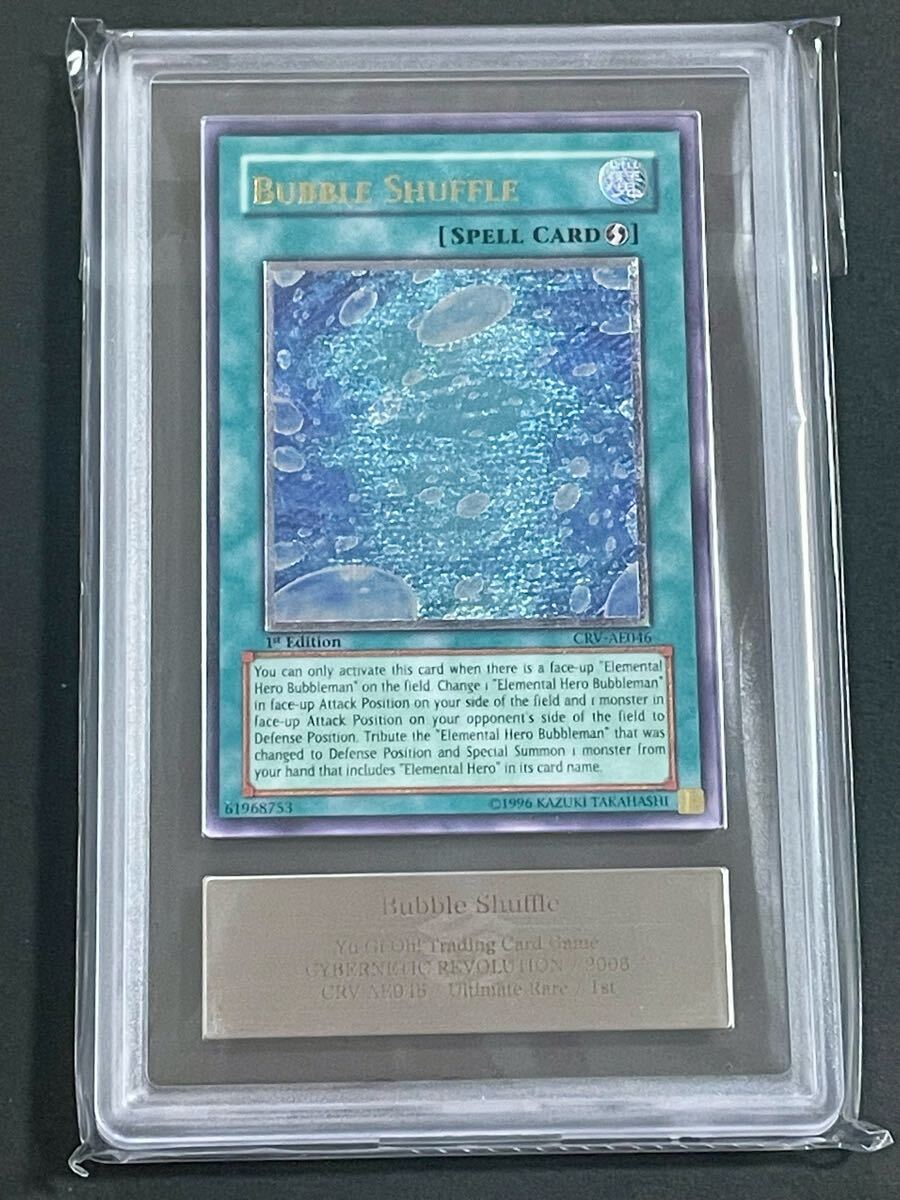 BUBBLE SHUFFLE
[SPELL CARD]
1st Edition
CRV-AE046
You can only activate this card when there is a face-up "Elemental
Hero Bubbleman" on the field. Change 1 "Elemental Hero Bubbleman"
in face-up Attack Position on your side of the field and 1 monster in
face-up Attack Position on your opponent's side of the field to
Defense Position. Tribute the "Elemental Hero Bubbleman" that was
changed to Defense Position and Special Summon 1 monster from
your hand that includes "Elemental Hero" in its card name.
61968753
©1996 KAZUKI TAKAHASHI
Bubble Shuffle
Yu-Gi-Oh! Trading Card Game
CYBERNETIC REVOLUTION /
CRV-AE046 / Ultimate Rare / 1st